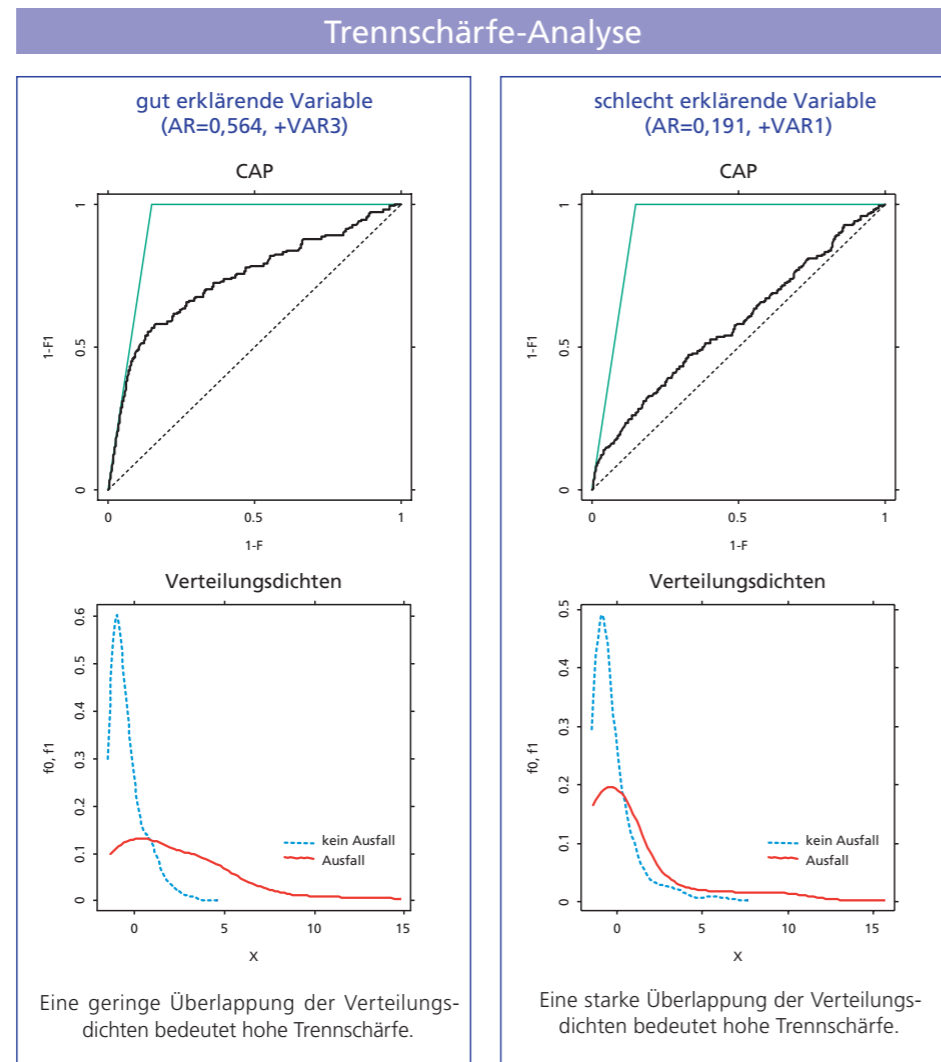 Trennschärfe-Analyse
gut erklärende Variable
(AR=0,564, +VAR3)
CAP
1
0.5
0
1-F1
0 0.5 1
1-F
Verteilungsdichten
0.6
0.5
0.4
0.3
0.2
0.1
0
f0, f1
kein Ausfall
Ausfall
0 5 10 15
X
Eine geringe Überlappung der Verteilungs-
dichten bedeutet hohe Trennschärfe.
schlecht erklärende Variable
(AR=0,191, +VAR1)
CAP
1
0.5
0
1-F1
0 0.5 1
1-F
Verteilungsdichten
0.5
0.4
0.3
0.2
0.1
0
f0, f1
kein Ausfall
Ausfall
0 5 10 15
X
Eine starke Überlappung der Verteilungs-
dichten bedeutet hohe Trennschärfe.